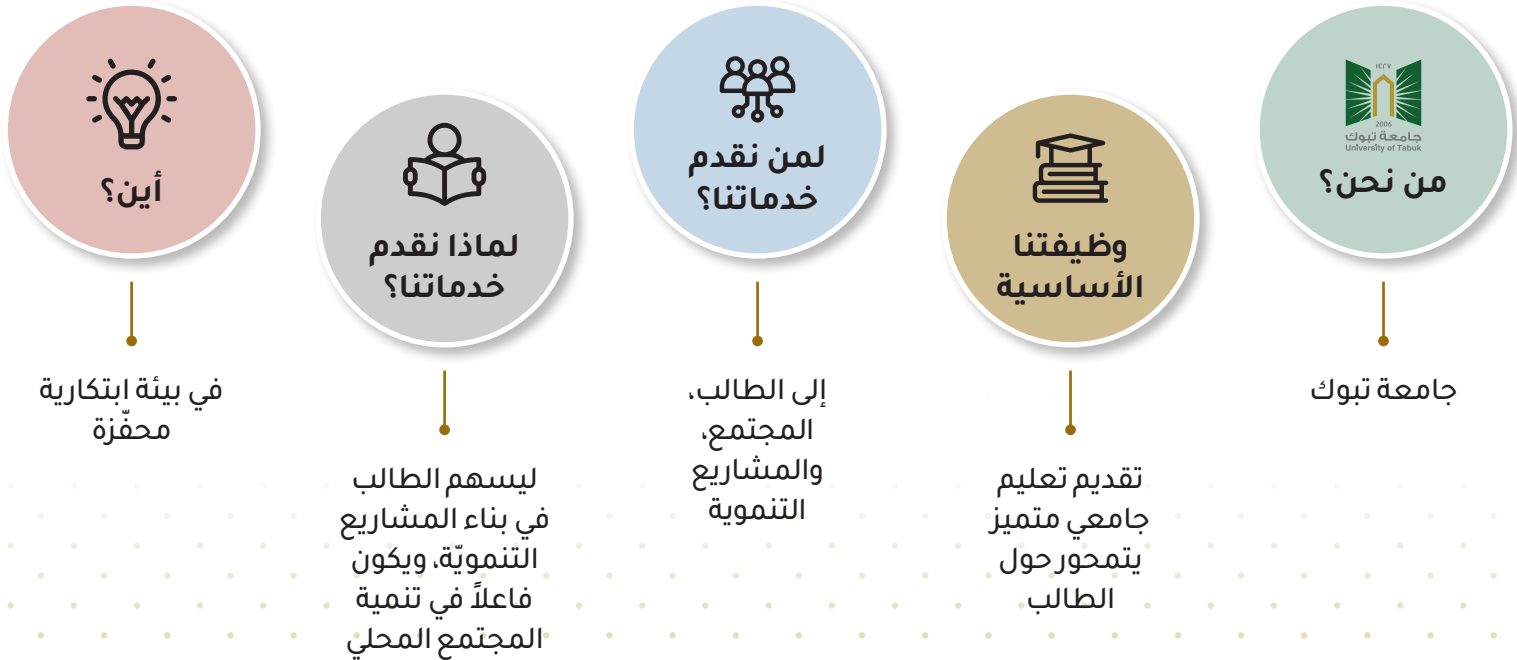 ١٤٢٧
2006
جامعة تبوك
University of Tabuk
من نحن؟
جامعة تبوك
وظيفتنا
الأساسية
تقديم تعليم
جامعي متميز
يتمحور حول
الطالب
لمن نقدم
خدماتنا؟
إلى الطالب،
المجتمع،
والمشاريع
التنموية
لماذا نقدم
خدماتنا؟
ليسهم الطالب
في بناء المشاريع
التنمويّة، ويكون
فاعلاً في تنمية
المجتمع المحلي
أين؟
في بيئة ابتكارية
محفّزة